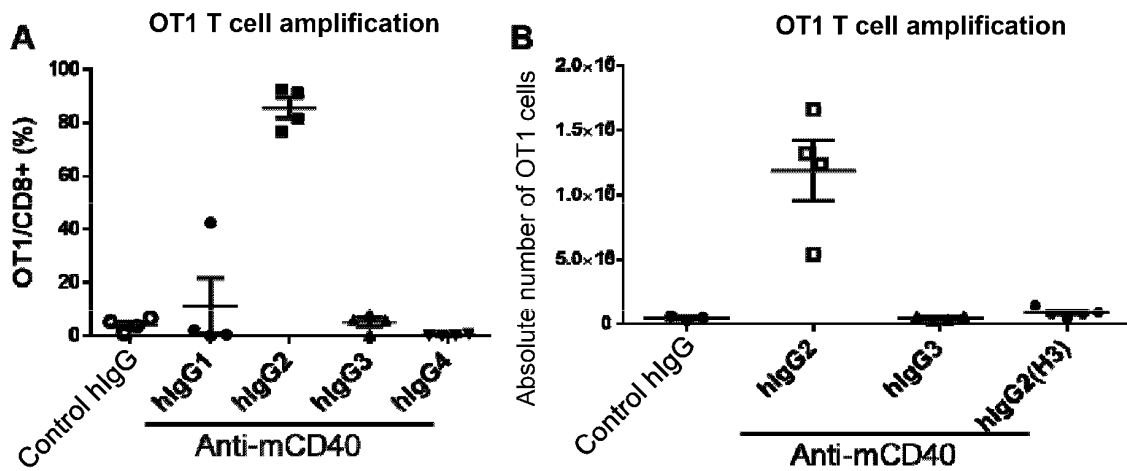 A
OT1 T cell amplification
OT1/CD8+ (%)
100
80
60
40
20
0
Control hIgG
hIgG1
hIgG2
hIgG3
hIgG4
Anti-mCD40
B
OT1 T cell amplification
Absolute number of OT1 cells
0
Control hIgG
hIgG2
hIgG3
hIgG2(H3)
Anti-mCD40